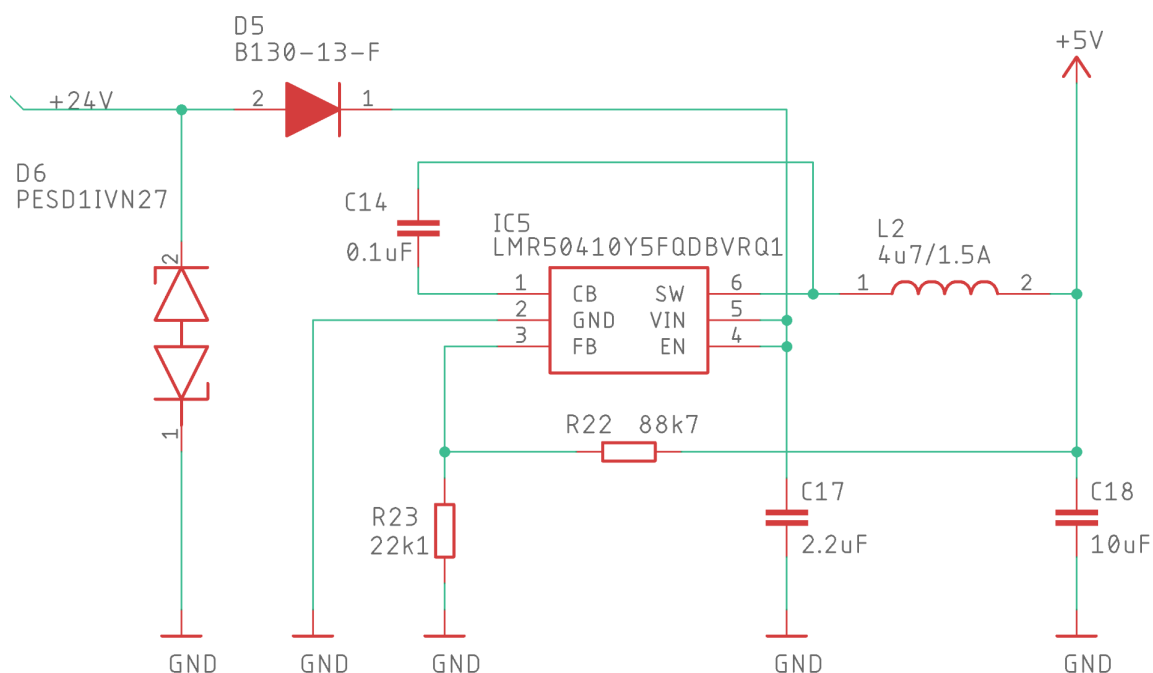 D5
B130-13-F
+5V
+24V
2
1
D6
PESD1IVN27
C14
0.1uF
IC5
LMR50410Y5FQDBVRQ1
L2
4u7/1.5A
2
1
1
CB
SW
6
1
2
2
GND
VIN
5
3
FB
EN
4
R22
88k7
R23
22k1
C17
2.2uF
C18
10uF
GND
GND
GND
GND
GND